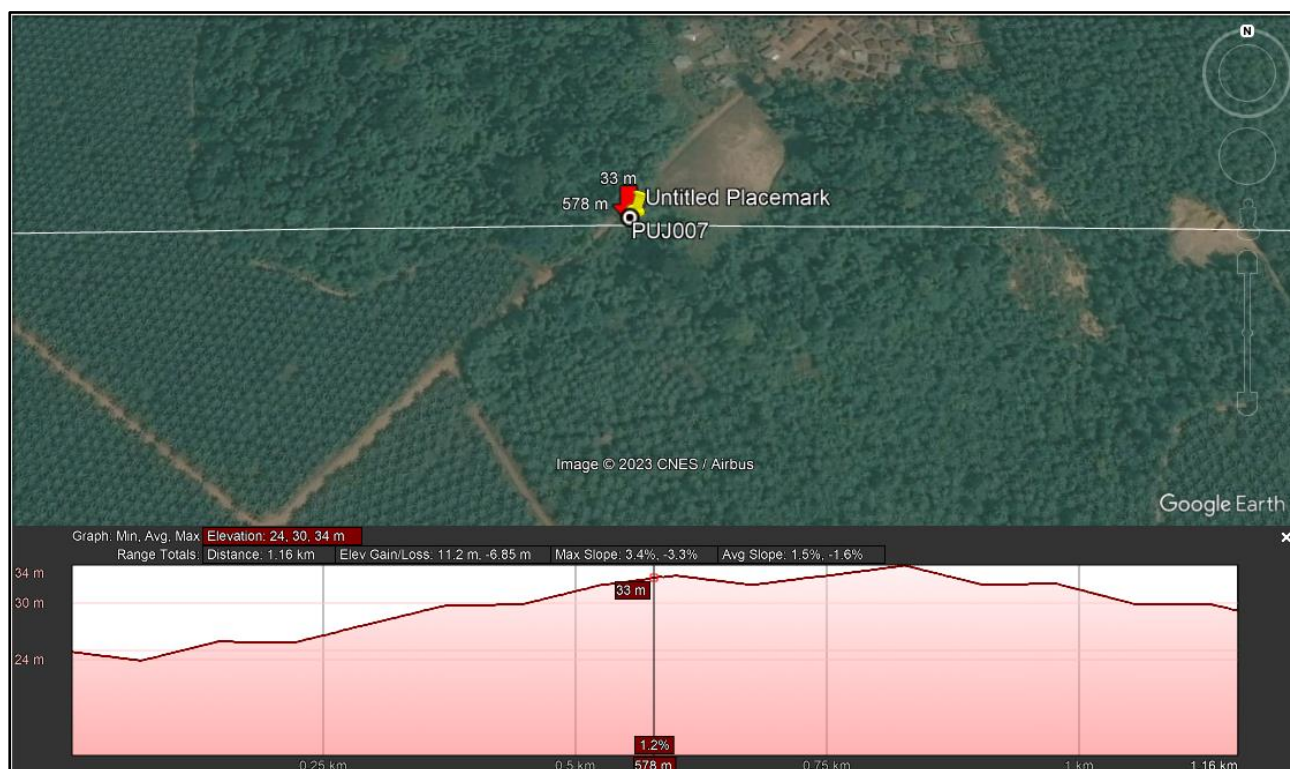 N
33 m
Untitled Placemark
578 m
PUJ007
Image © 2023 CNES / Airbus
Google Earth
Graph: Min, Avg, Max Elevation: 24, 30, 34 m
Range Totals: Distance: 1.16 km Elev Gain/Loss: 11.2 m, -6.85 m Max Slope: 3.4%, -3.3% Avg Slope: 1.5%, -1.6%
34 m
30 m
33 m
24 m
1.2%
0.25 km 0.5 km 578 m 0.75 km 1 km 1.16 km